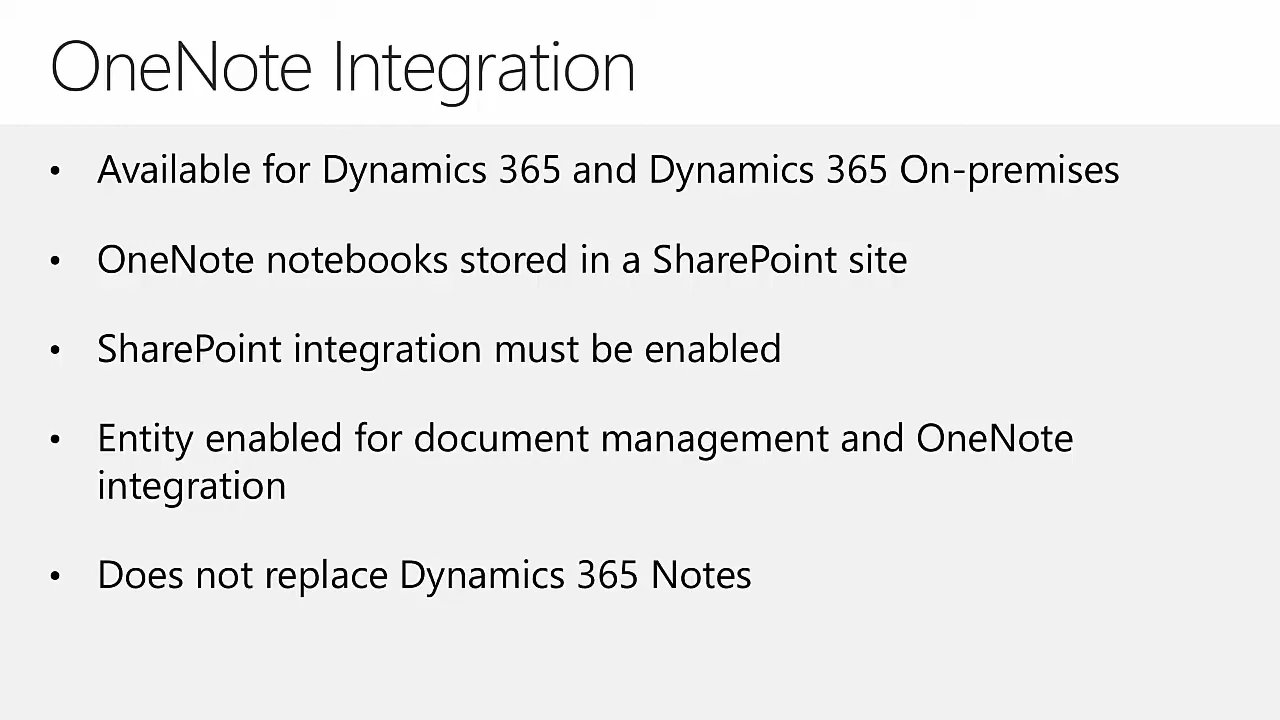 OneNote Integration
• Available for Dynamics 365 and Dynamics 365 On-premises
• OneNote notebooks stored in a SharePoint site
• SharePoint integration must be enabled
• Entity enabled for document management and OneNote
integration
• Does not replace Dynamics 365 Notes